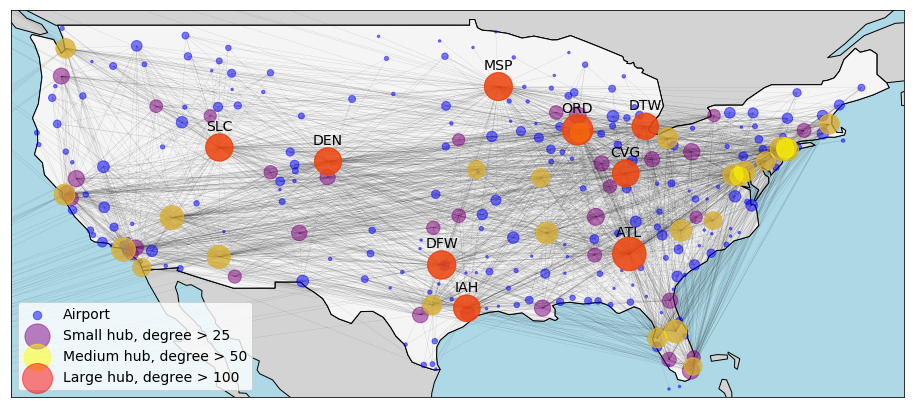 MSP
ORD
DTW
SLC
DEN
CVG
ATL
DFW
IAH
Airport
Small hub, degree > 25
Medium hub, degree > 50
Large hub, degree > 100